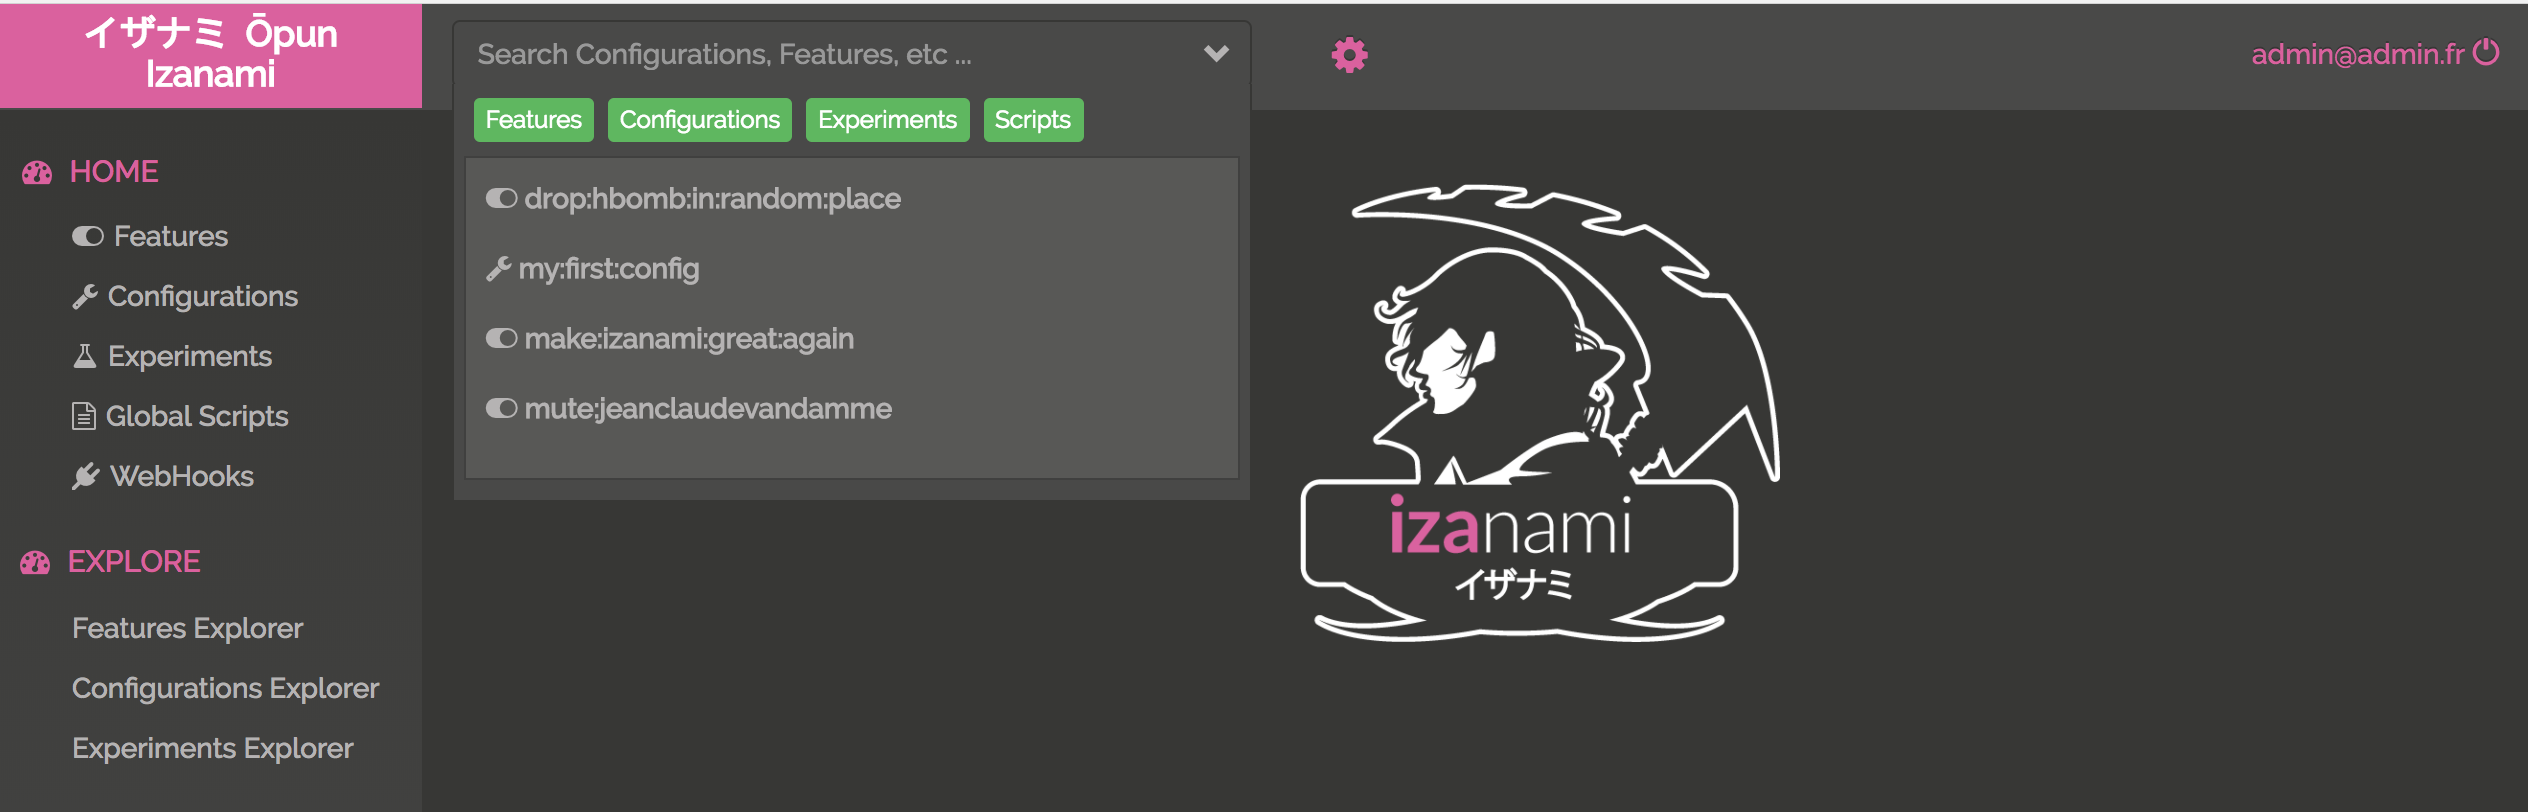 イザナミ Ōpun
Izanami
Search Configurations, Features, etc ...
admin@admin.fr
Features Configurations Experiments Scripts
drop:hbomb:in:random:place
my:first:config
make:izanami:great:again
mute:jeanclaudevandamme
HOME
Features
Configurations
Experiments
Global Scripts
WebHooks
EXPLORE
Features Explorer
Configurations Explorer
Experiments Explorer
izanami
イザナミ